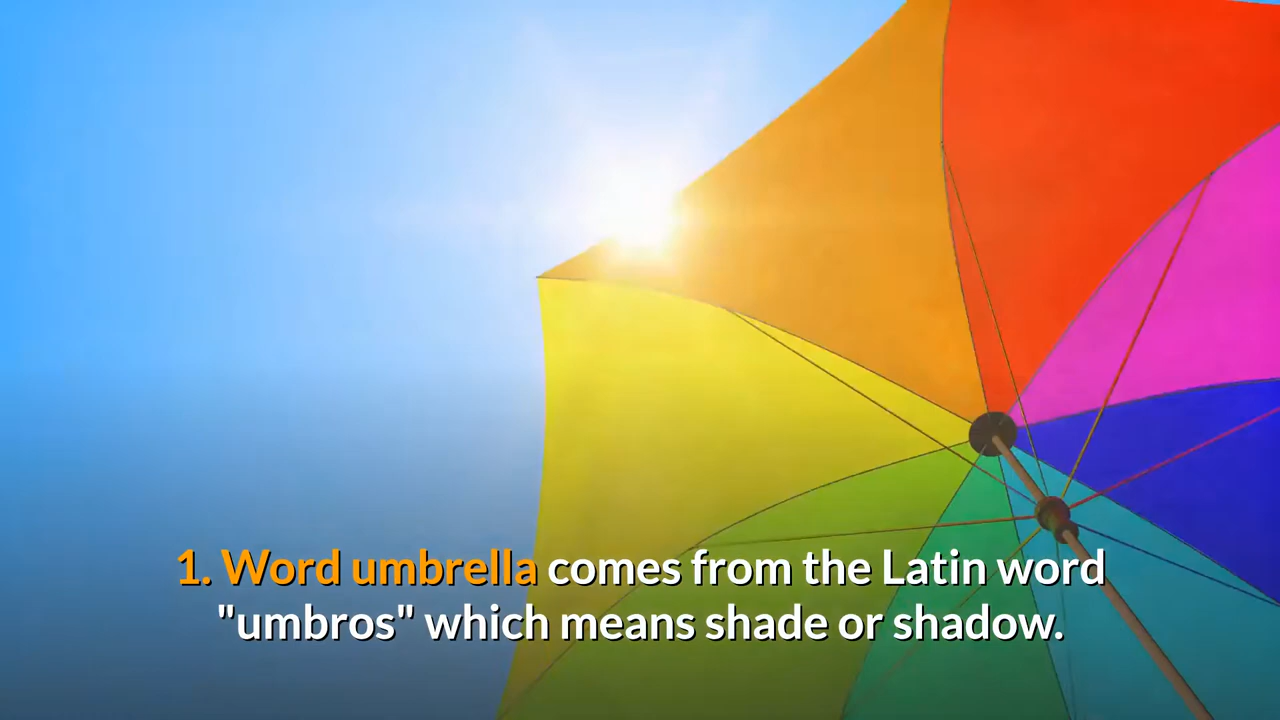 1. Word umbrella comes from the Latin word
"umbros" which means shade or shadow.